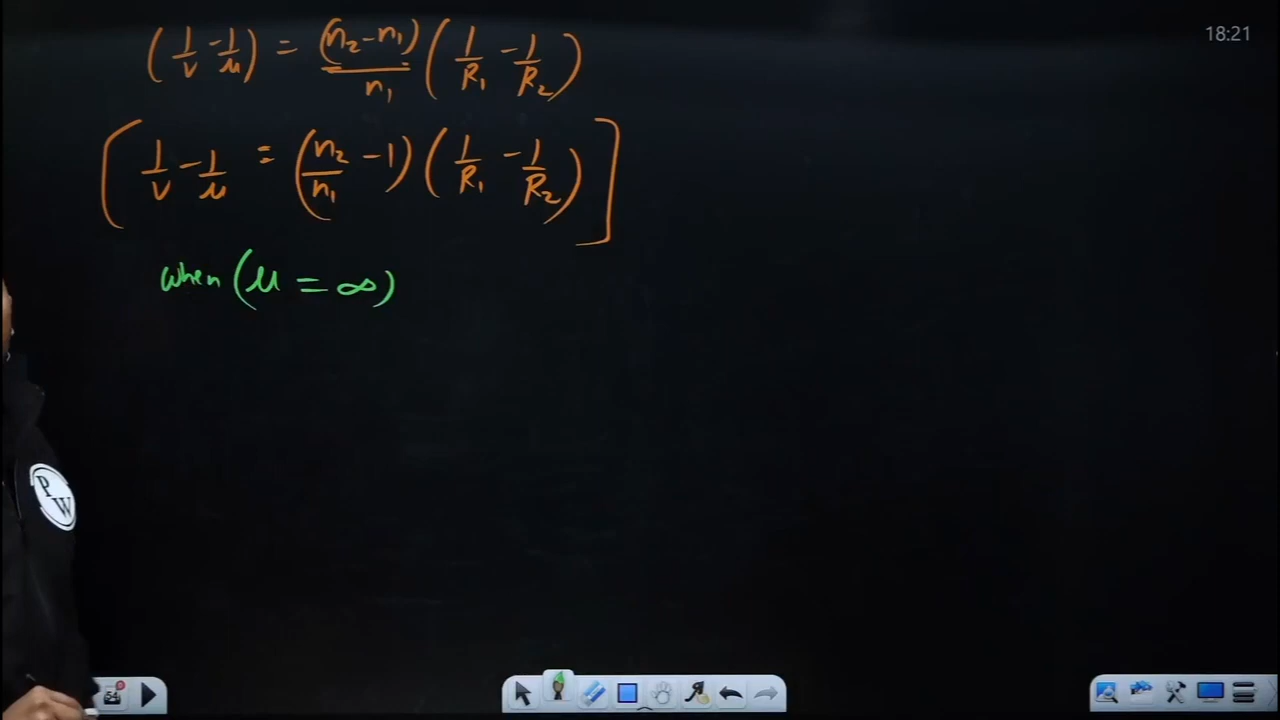 18:21
(1/v - 1/u) = (n₂-n₁)/n₁ (1/R₁ - 1/R₂)
[1/v - 1/u = (n₂/n₁ - 1) (1/R₁ - 1/R₂)]
when (u = ∞)
PW
54